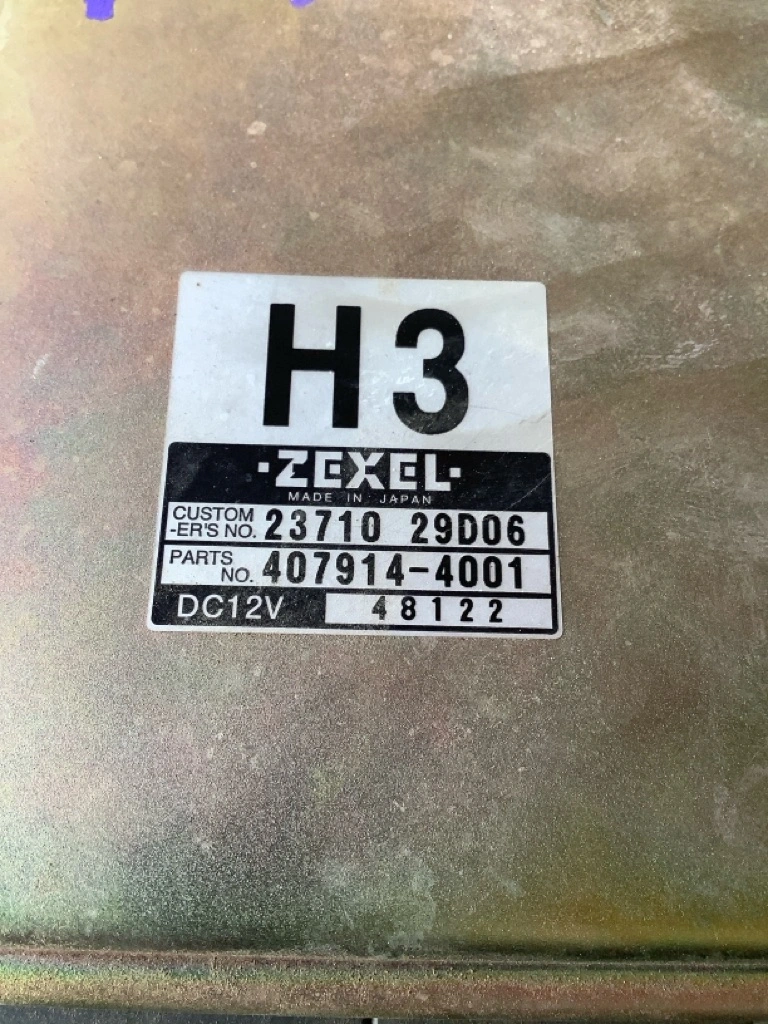 H3
·ZEXEL·
MADE IN JAPAN
CUSTOM
-ER'S NO. 23710 29D06
PARTS
NO. 407914-4001
DC12V 48122